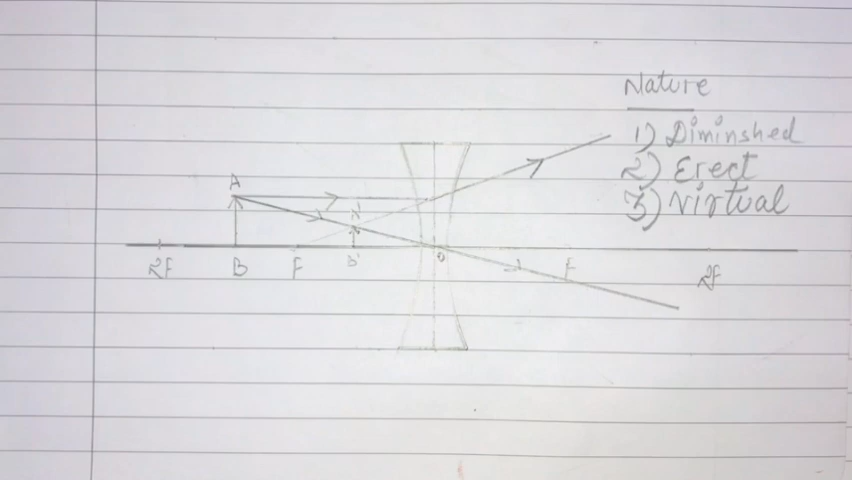 Nature
1) Diminshed
2) Erect
3) Virtual
A
A'
2F B F B' O F 2F